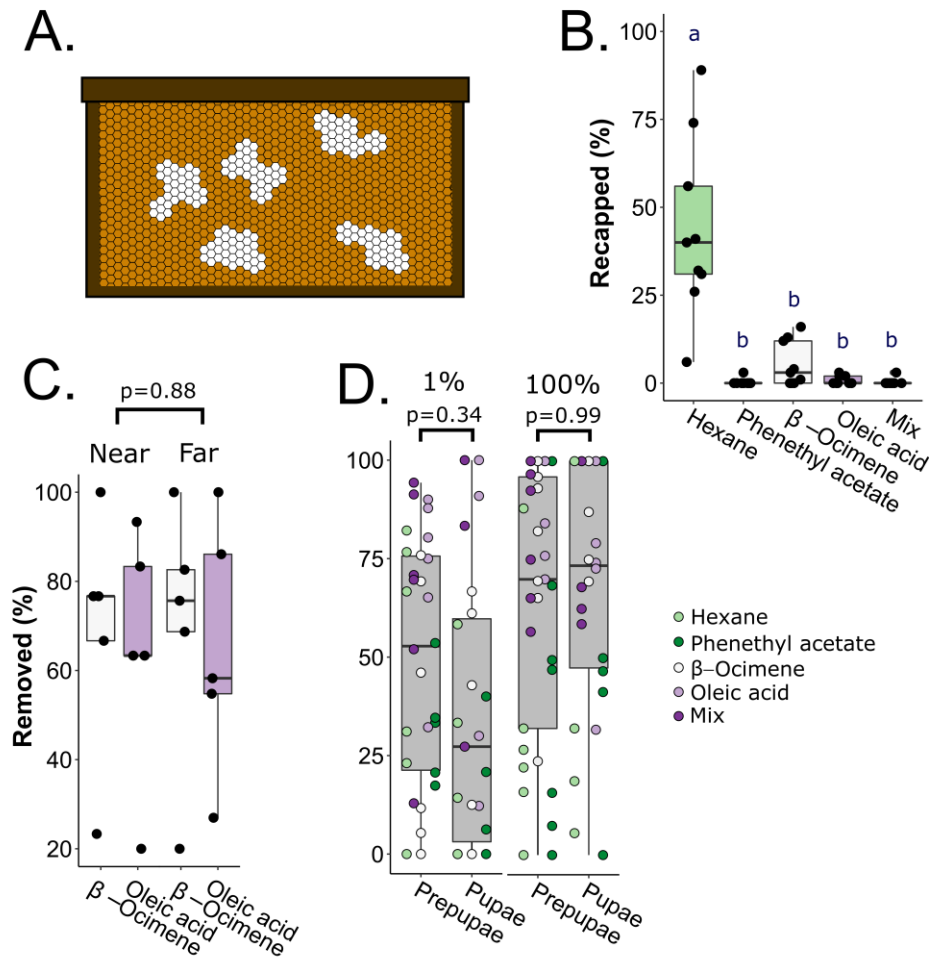 A.
B.
Recapped (%)
100
75
50
25
0
a
b
b
b
b
Hexane
Phenethyl acetate
β –Ocimene
Oleic acid
Mix
C.
p=0.88
Near
Far
Removed (%)
100
80
60
40
20
β –Ocimene
Oleic acid
β –Ocimene
Oleic acid
D.
1%
100%
p=0.34
p=0.99
100
75
50
25
0
Prepupae
Pupae
Prepupae
Pupae
Hexane
Phenethyl acetate
β–Ocimene
Oleic acid
Mix